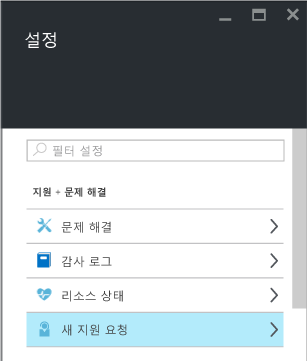 설정
필터 설정
지원 + 문제 해결
문제 해결
감사 로그
리소스 상태
새 지원 요청